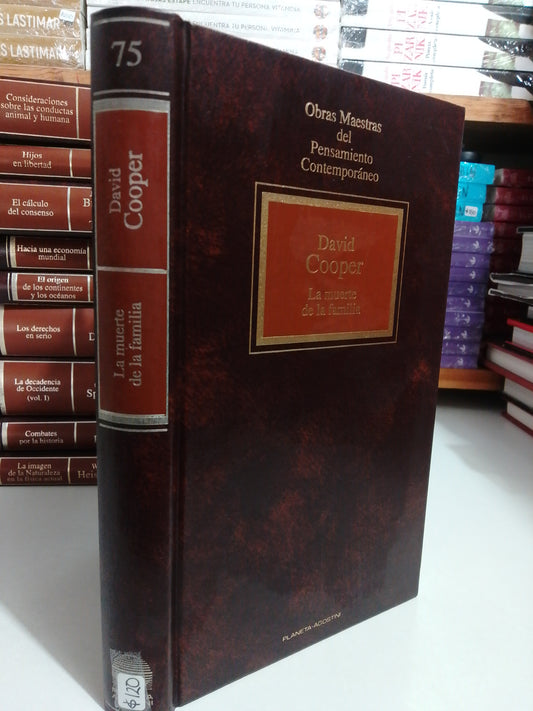 75
David
Cooper
La muerte
de la familia
$120
Obras Maestras
del
Pensamiento
Contemporáneo
David
Cooper
La muerte
de la familia
PLANETA-AGOSTINI
Consideraciones
sobre las conductas
animal y humana
Hijos
en libertad
El cálculo
del consenso
Hacia una economía
mundial
El origen
de los continentes
y los océanos
Los derechos
en serio
La decadencia
de Occidente
(vol. I)
Combates
por la historia
La imagen
de la Naturaleza
en la física actual
LASTIMAR
ENCUENTRA TU PERSONA VITAMINA
LASTIMAR